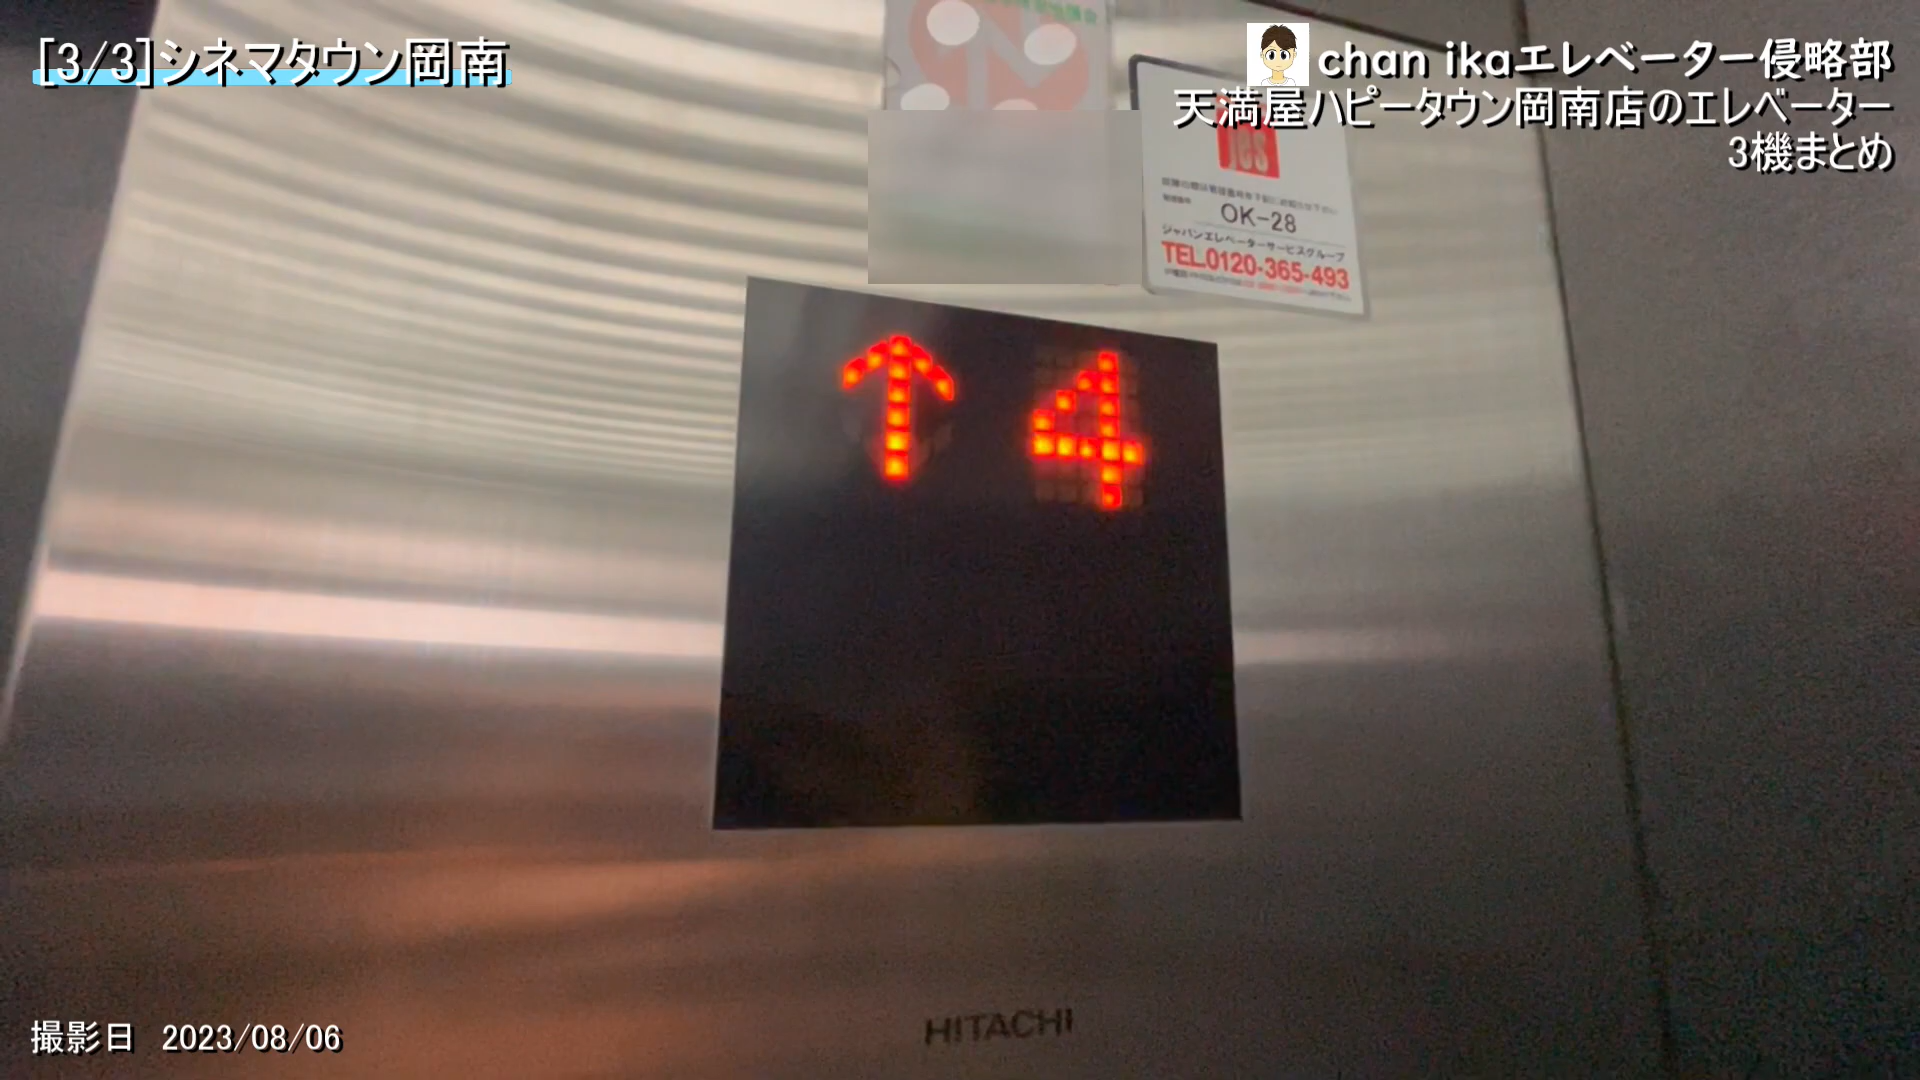 [3/3]シネマタウン岡南
chan ikaエレベーター侵略部
天満屋ハピータウン岡南店のエレベーター
3機まとめ
jes
OK-28
ジャパンエレベーターサービスグループ
TEL.0120-365-493
↑ 4
HITACHI
撮影日 2023/08/06